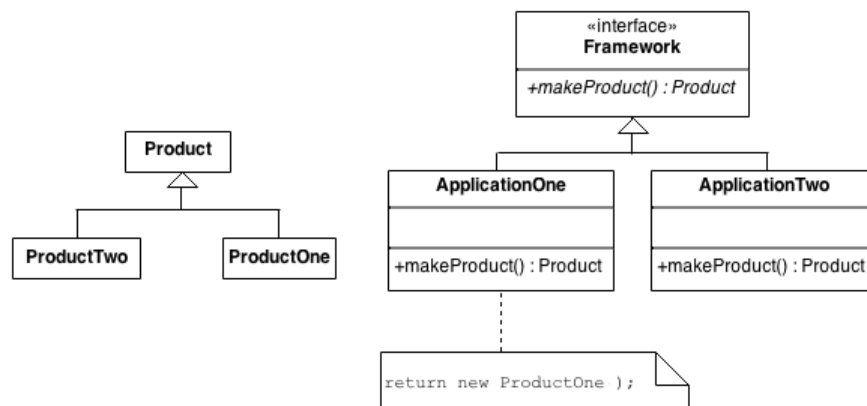 «interface»
Framework
+makeProduct() : Product
Product
ProductTwo
ProductOne
ApplicationOne
+makeProduct() : Product
ApplicationTwo
+makeProduct() : Product
return new ProductOne );